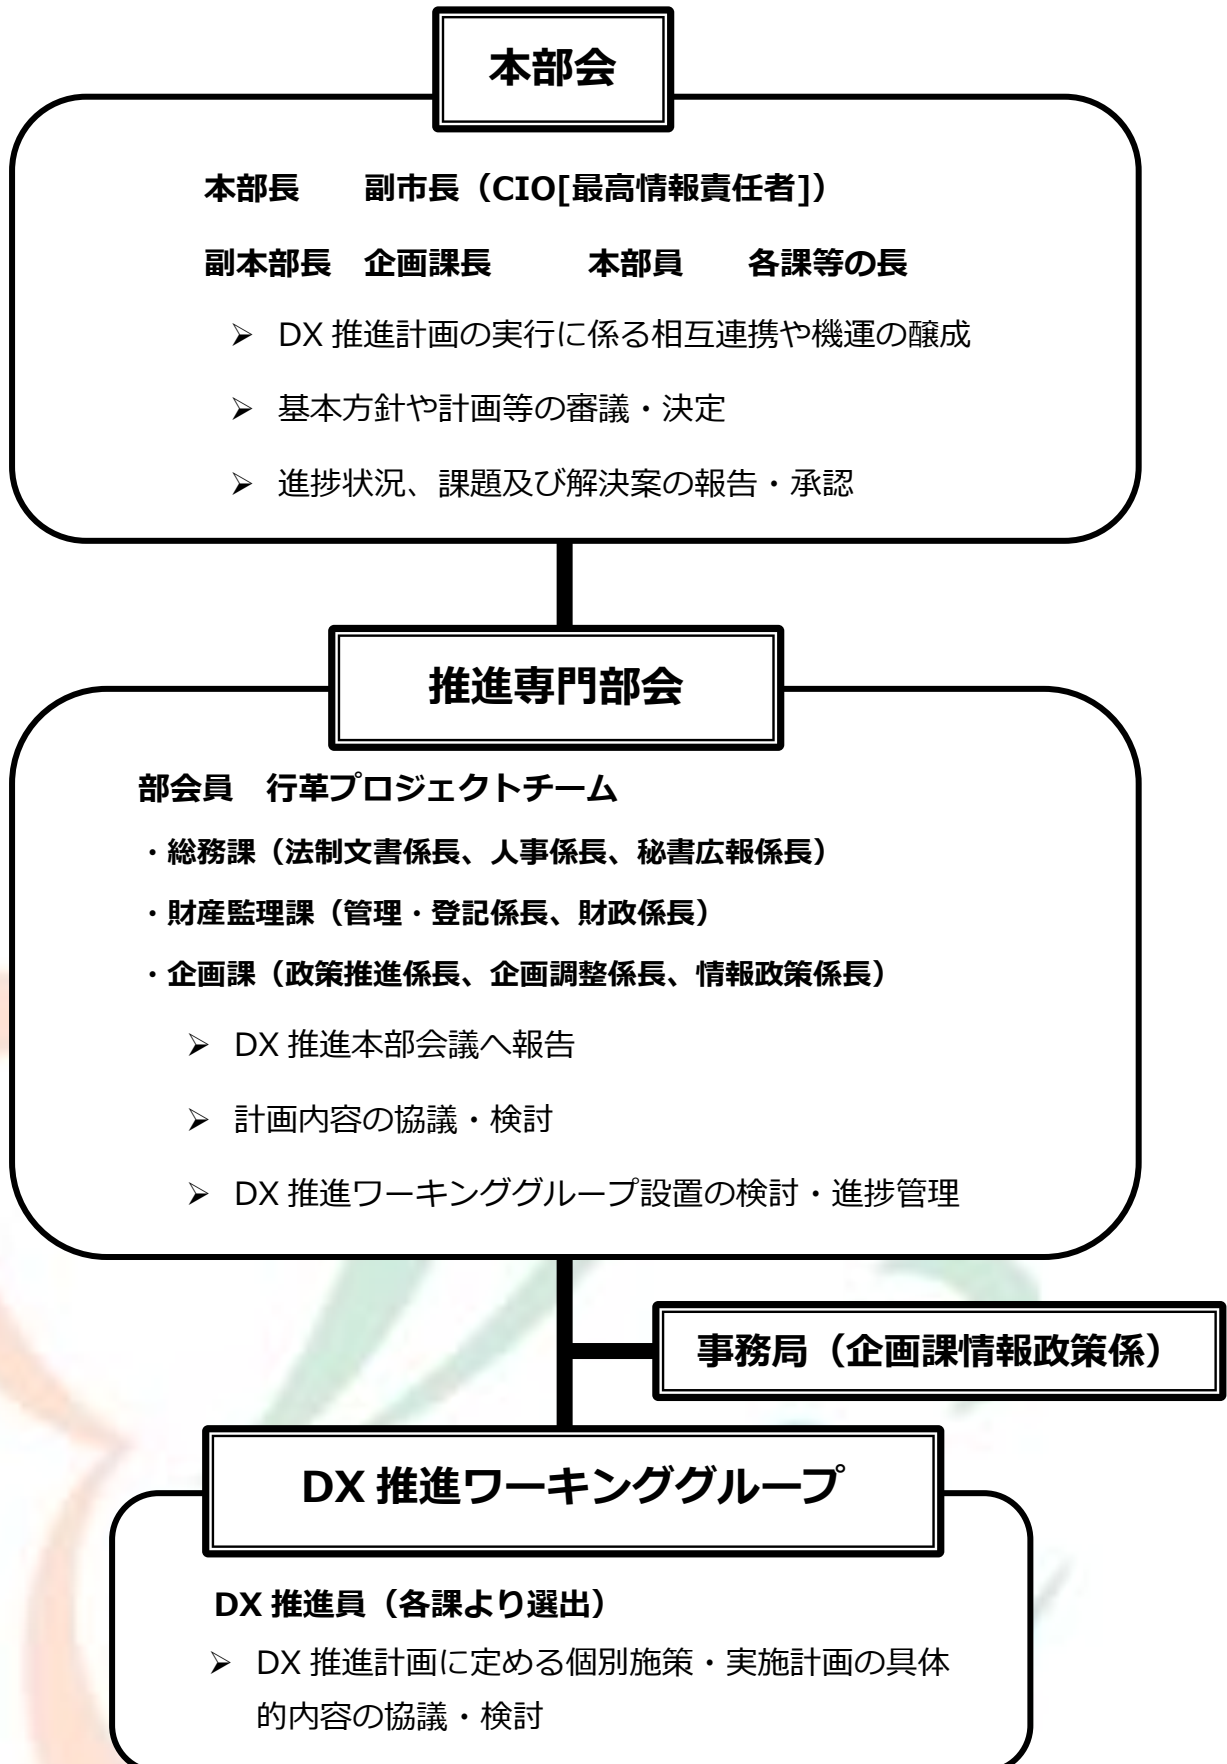 本部会
本部長　　副市長（CIO[最高情報責任者]）
副本部長　企画課長　　　本部員　　各課等の長
➢ DX 推進計画の実行に係る相互連携や機運の醸成
➢ 基本方針や計画等の審議・決定
➢ 進捗状況、課題及び解決案の報告・承認
推進専門部会
部会員　行革プロジェクトチーム
・総務課（法制文書係長、人事係長、秘書広報係長）
・財産監理課（管理・登記係長、財政係長）
・企画課（政策推進係長、企画調整係長、情報政策係長）
➢ DX 推進本部会議へ報告
➢ 計画内容の協議・検討
➢ DX 推進ワーキンググループ設置の検討・進捗管理
事務局（企画課情報政策係）
DX 推進ワーキンググループ
DX 推進員（各課より選出）
➢ DX 推進計画に定める個別施策・実施計画の具体
的内容の協議・検討